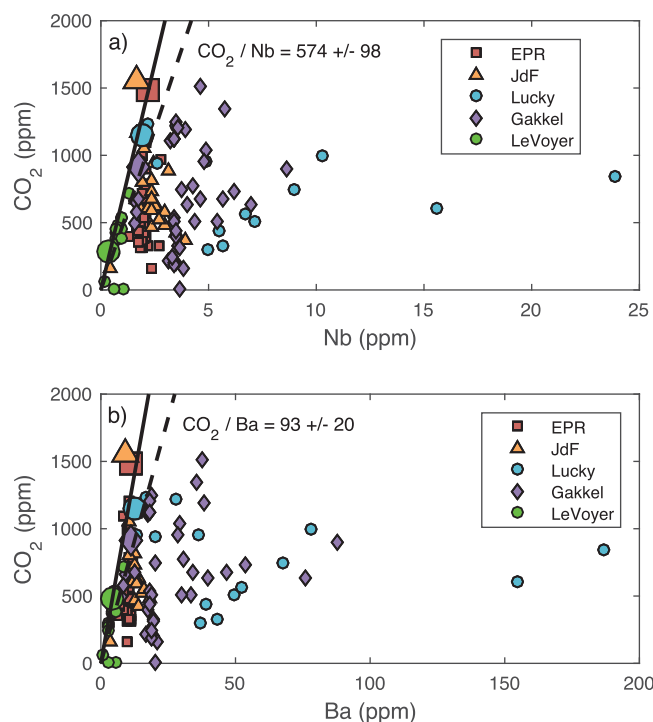 a)
CO2 / Nb = 574 +/- 98
EPR
JdF
Lucky
Gakkel
LeVoyer
2000
1500
1000
500
0
CO2 (ppm)
0 5 10 15 20 25
Nb (ppm)
b)
CO2 / Ba = 93 +/- 20
EPR
JdF
Lucky
Gakkel
LeVoyer
2000
1500
1000
500
0
CO2 (ppm)
0 50 100 150 200
Ba (ppm)